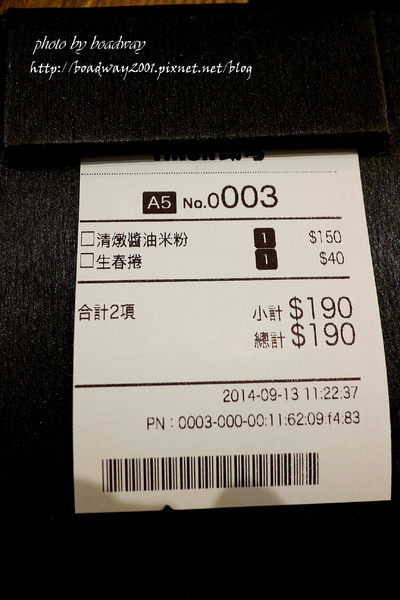 photo by boadway
http://boadway2001.pixnet.net/blog
A5 No.0003
□清燉醬油米粉 1 $150
□生春捲 1 $40
合計2項 小計 $190
總計 $190
2014-09-13 11:22:37
PN：0003-000-00:11:62:09:f4:83